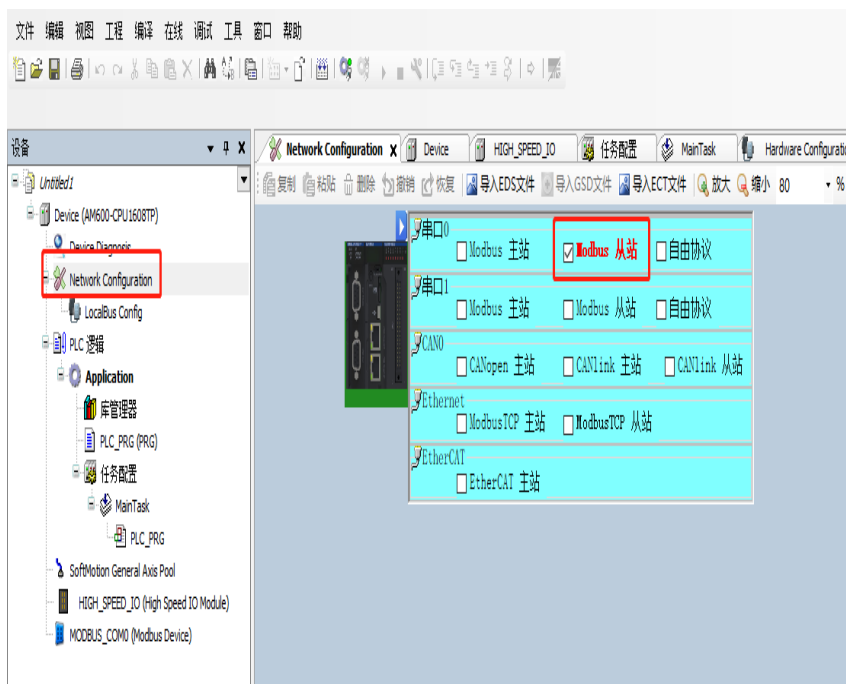 文件 编辑 视图 工程 编译 在线 调试 工具 窗口 帮助
设备
Untitled1
Device (AM600-CPU1608TP)
Device Diagnosis
Network Configuration
LocalBus Config
PLC 逻辑
Application
库管理器
PLC_PRG (PRG)
任务配置
MainTask
PLC_PRG
SoftMotion General Axis Pool
HIGH_SPEED_IO (High Speed IO Module)
MODBUS_COM0 (Modbus Device)
Network Configuration Device HIGH_SPEED_IO 任务配置 MainTask Hardware Configuratio
复制 粘贴 删除 撤销 恢复 导入EDS文件 导入GSD文件 导入ECT文件 放大 缩小 80 %
串口0
Modbus 主站 Modbus 从站 自由协议
串口1
Modbus 主站 Modbus 从站 自由协议
CAN0
CANopen 主站 CANlink 主站 CANlink 从站
Ethernet
ModbusTCP 主站 ModbusTCP 从站
EtherCAT
EtherCAT 主站